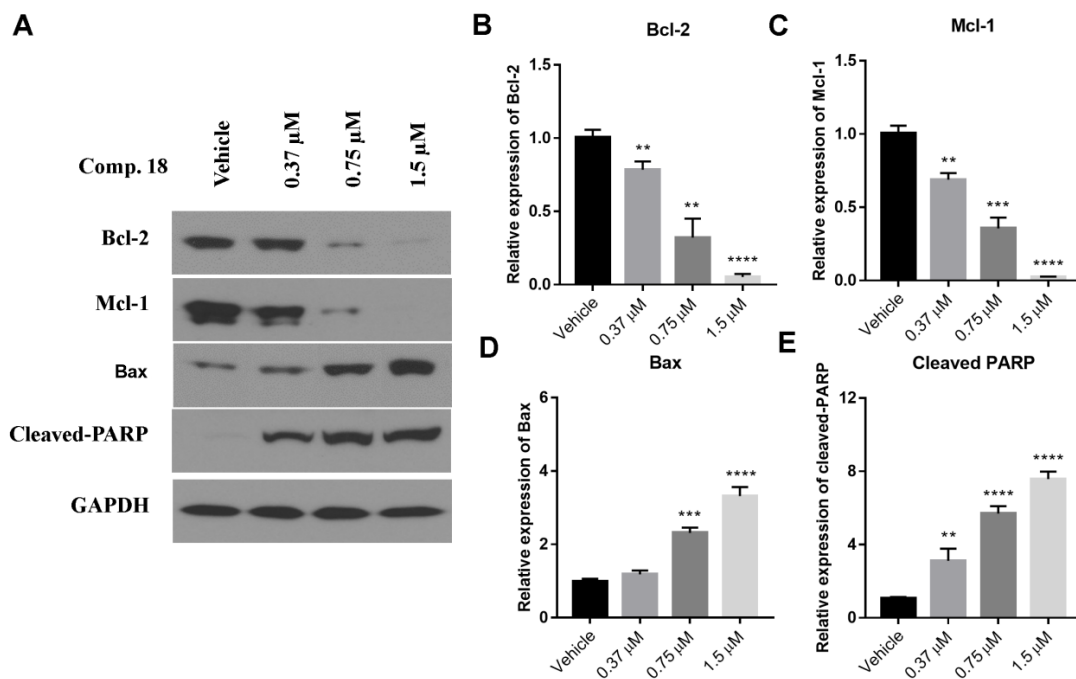 A
Comp. 18
Vehicle
0.37 µM
0.75 µM
1.5 µM
Bcl-2
Mcl-1
Bax
Cleaved-PARP
GAPDH
B
Bcl-2
Relative expression of Bcl-2
1.5
1.0
0.5
0.0
**
**
****
Vehicle
0.37 µM
0.75 µM
1.5 µM
C
Mcl-1
Relative expression of Mcl-1
1.5
1.0
0.5
0.0
**
***
****
Vehicle
0.37 µM
0.75 µM
1.5 µM
D
Bax
Relative expression of Bax
6
4
2
0
***
****
Vehicle
0.37 µM
0.75 µM
1.5 µM
E
Cleaved PARP
Relative expression of cleaved-PARP
12
8
4
0
**
****
****
Vehicle
0.37 µM
0.75 µM
1.5 µM